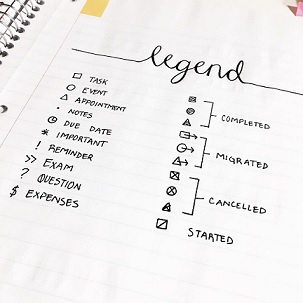 legend
TASK
EVENT
APPOINTMENT
NOTES
DUE DATE
* IMPORTANT
! REMINDER
>> EXAM
? QUESTION
$ EXPENSES
COMPLETED
MIGRATED
CANCELLED
STARTED